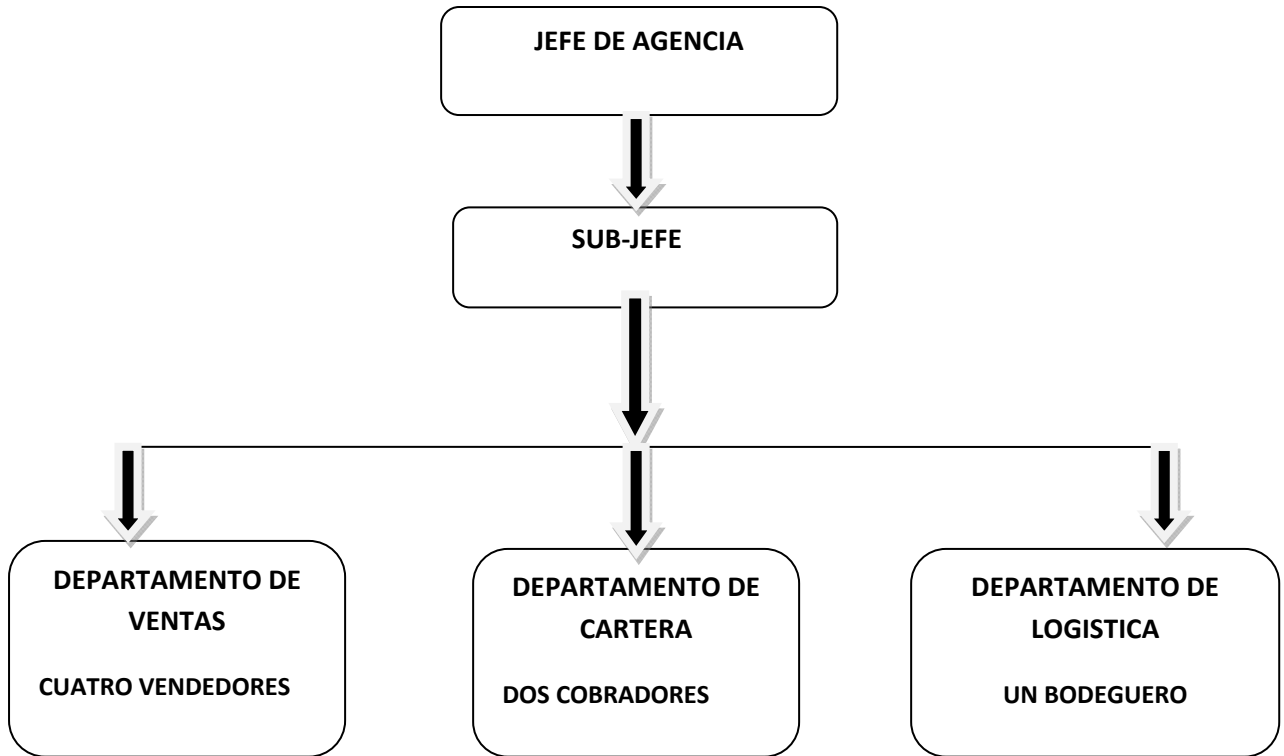 JEFE DE AGENCIA
SUB-JEFE
DEPARTAMENTO DE
VENTAS
CUATRO VENDEDORES
DEPARTAMENTO DE
CARTERA
DOS COBRADORES
DEPARTAMENTO DE
LOGISTICA
UN BODEGUERO